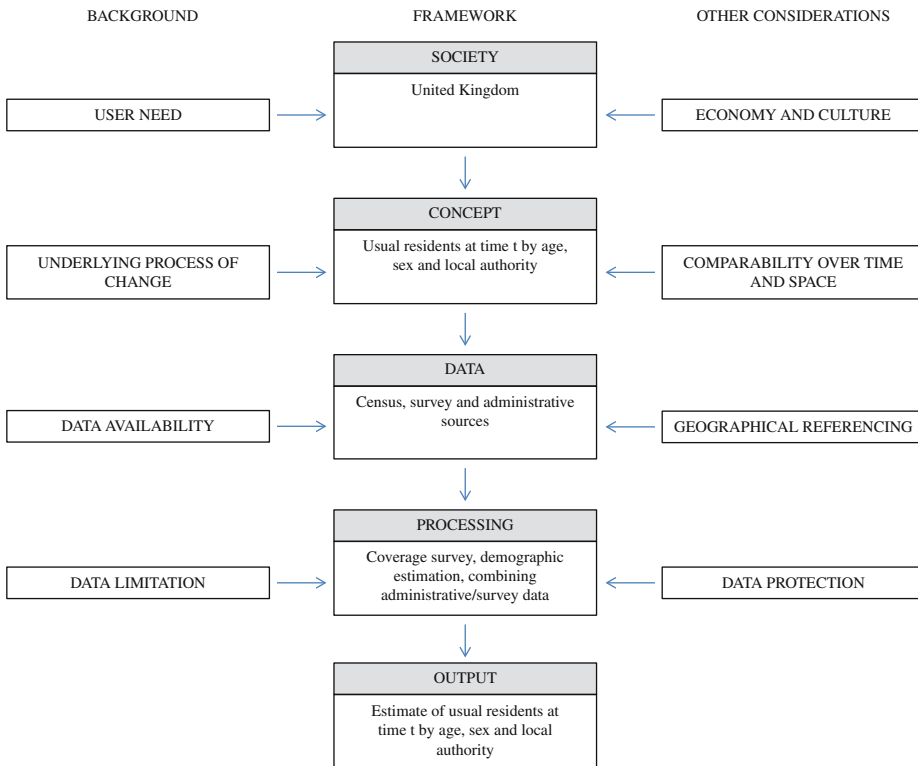 BACKGROUND
FRAMEWORK
OTHER CONSIDERATIONS
SOCIETY
United Kingdom
USER NEED
ECONOMY AND CULTURE
CONCEPT
Usual residents at time t by age,
sex and local authority
UNDERLYING PROCESS OF
CHANGE
COMPARABILITY OVER TIME
AND SPACE
DATA
Census, survey and administrative
sources
DATA AVAILABILITY
GEOGRAPHICAL REFERENCING
PROCESSING
Coverage survey, demographic
estimation, combining
administrative/survey data
DATA LIMITATION
DATA PROTECTION
OUTPUT
Estimate of usual residents at
time t by age, sex and local
authority